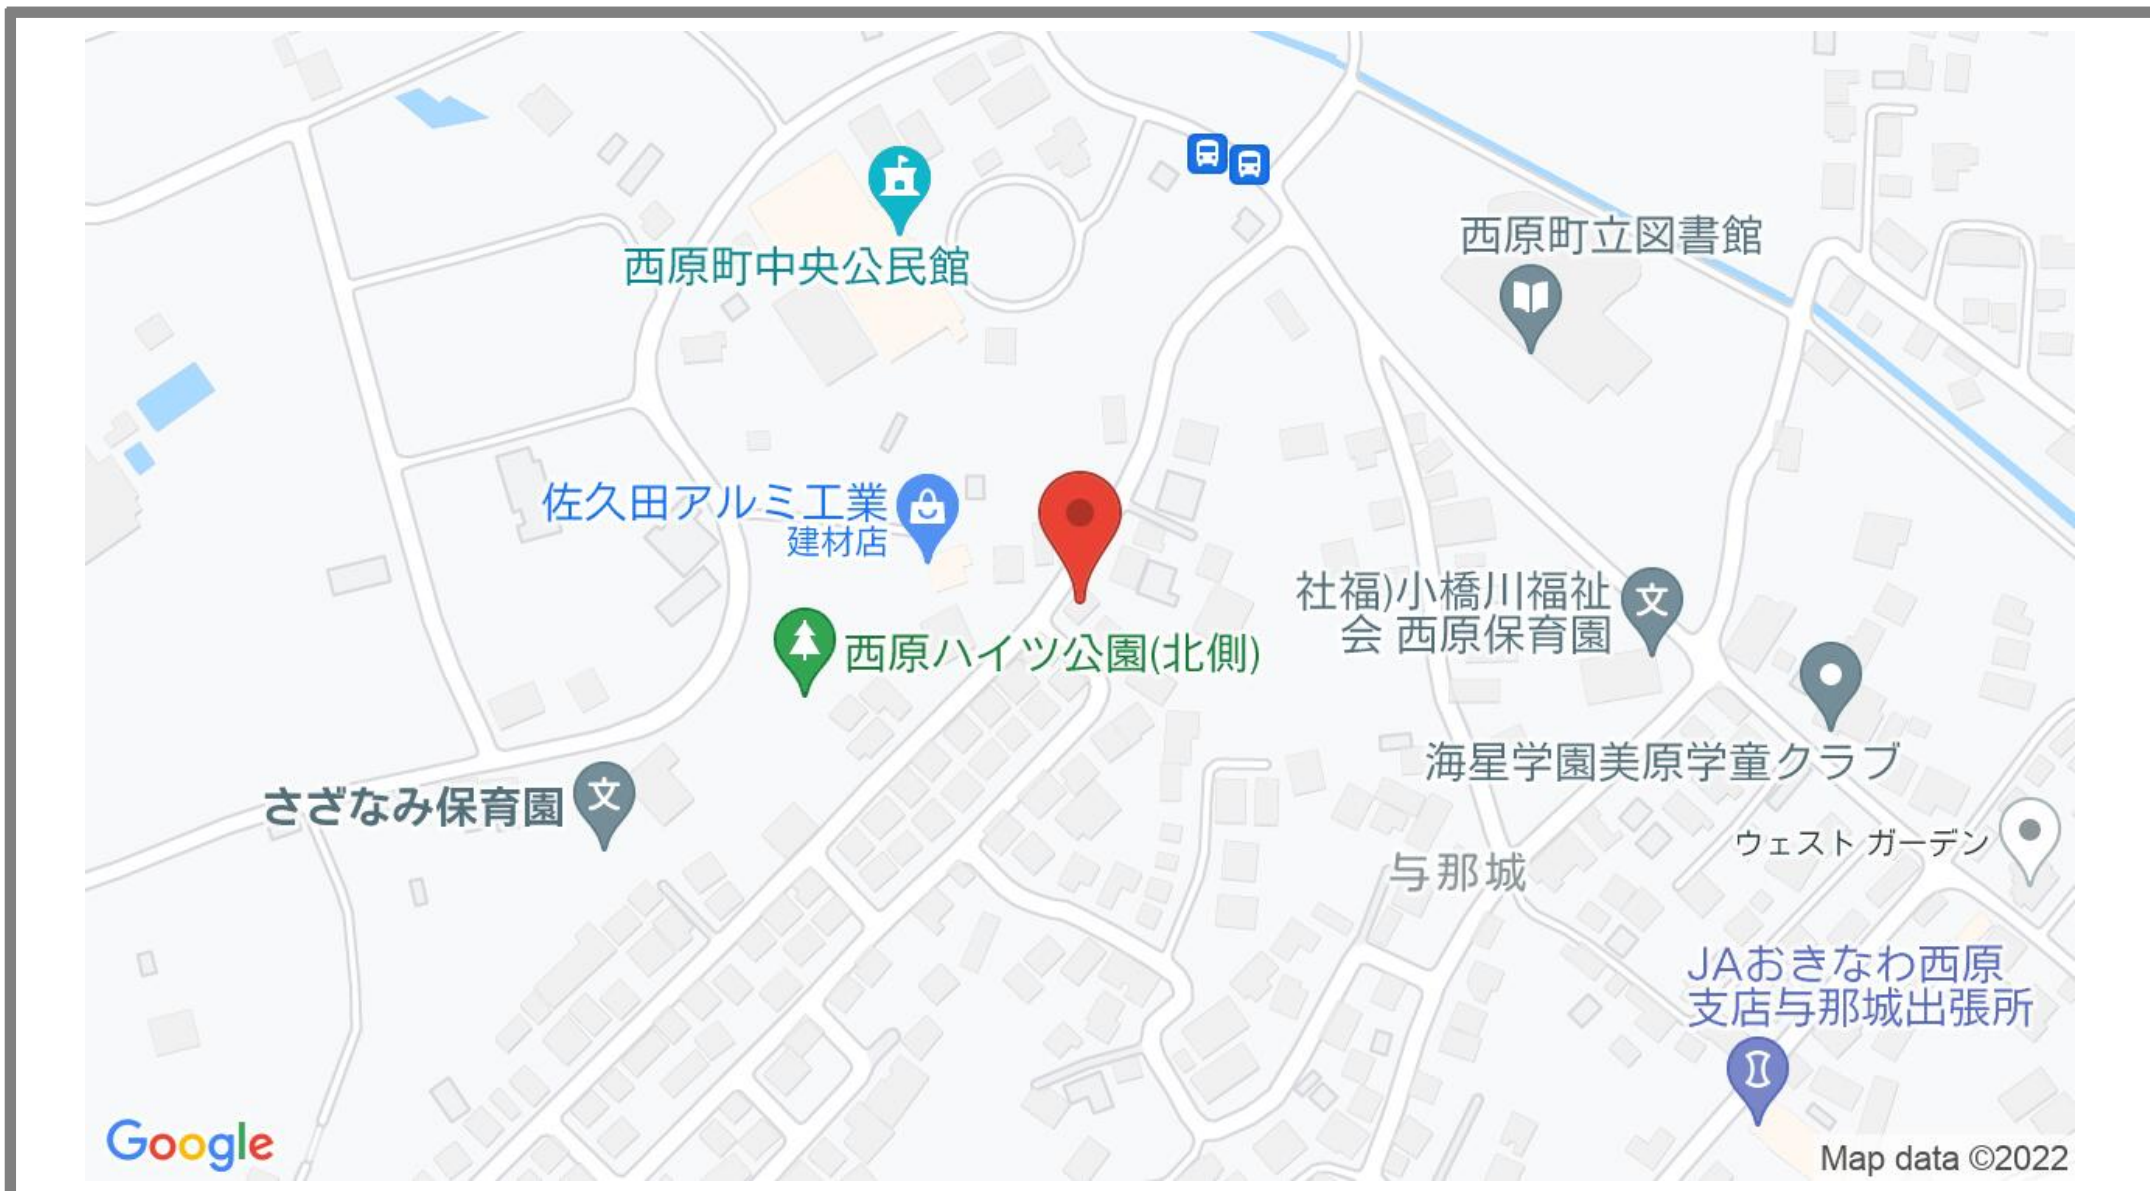 西原町立図書館
西原町中央公民館
佐久田アルミ工業
建材店
社福)小橋川福祉
会 西原保育園
西原ハイツ公園(北側)
海星学園美原学童クラブ
さざなみ保育園
ウェスト ガーデン
与那城
JAおきなわ西原
支店与那城出張所
Google
Map data ©2022
文
文